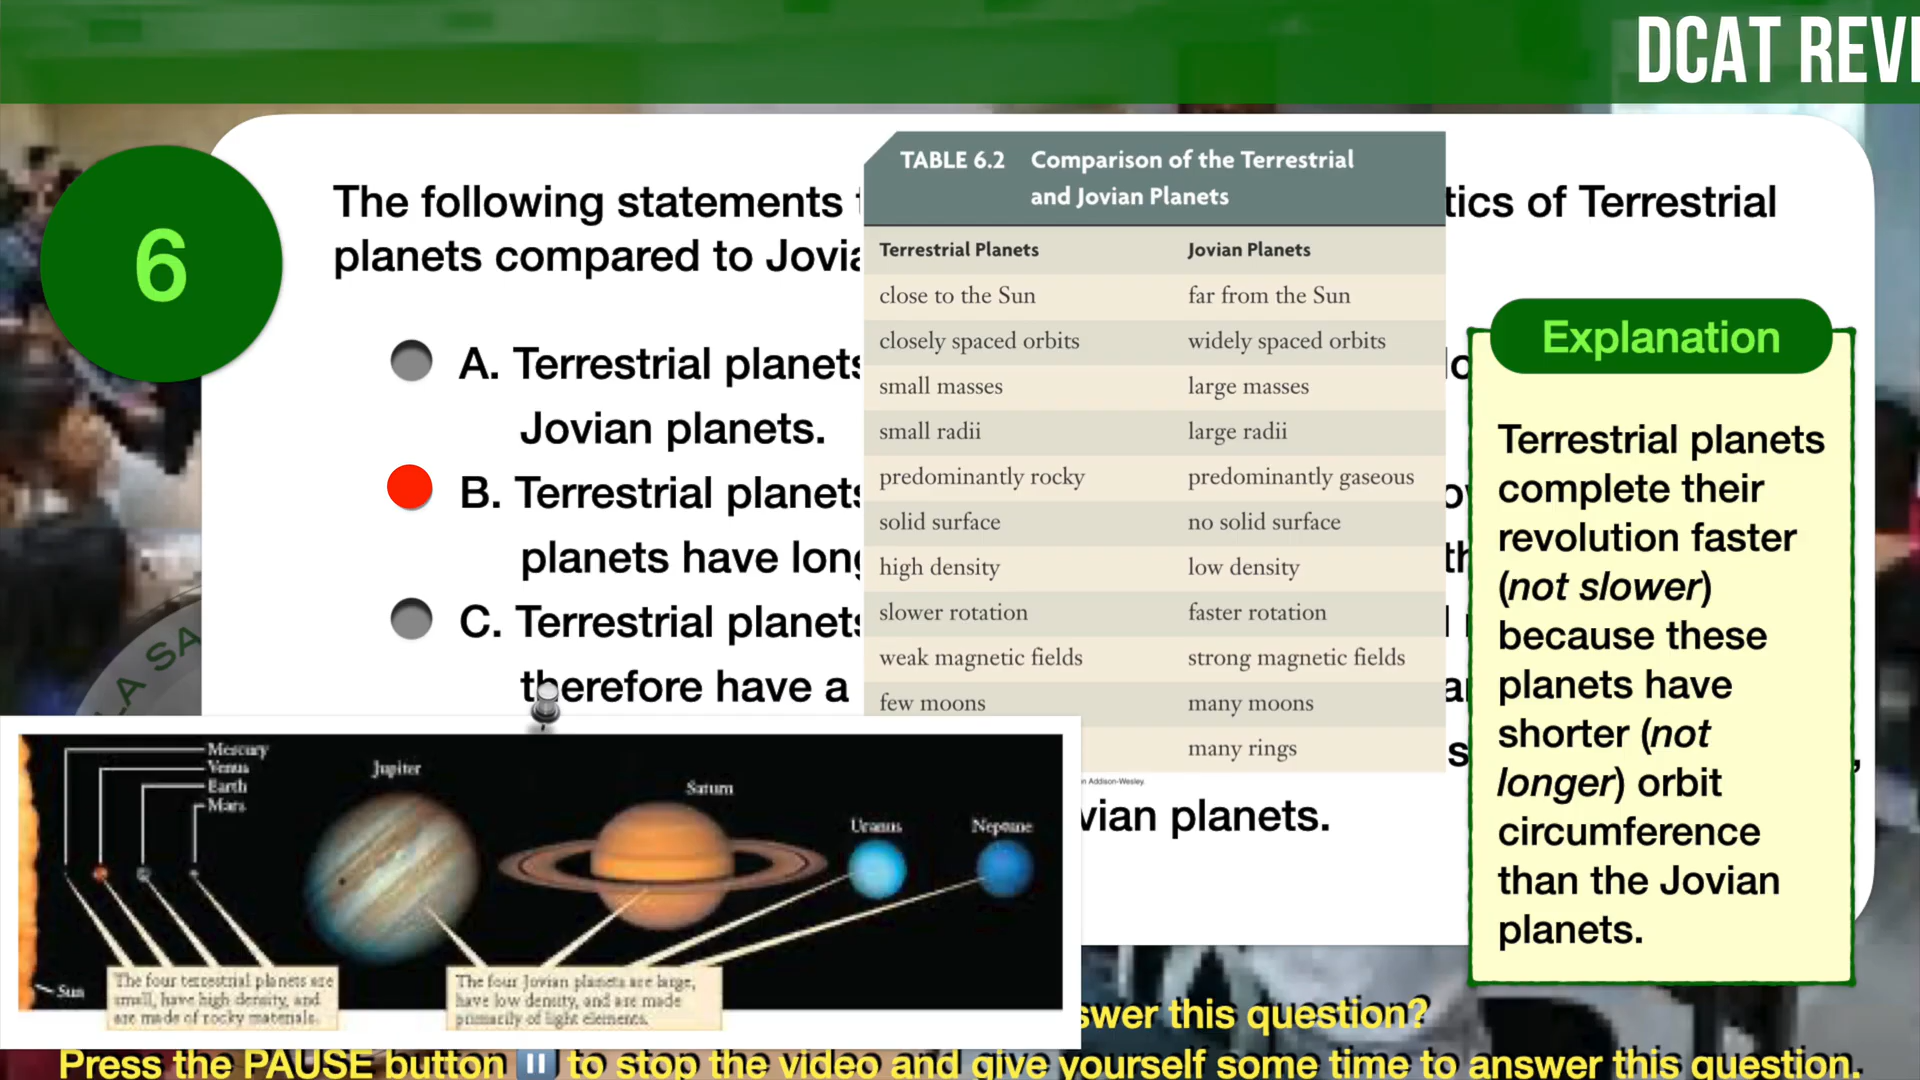 DCAT REVI
6
The following statements
tics of Terrestrial
planets compared to Jovia
A. Terrestrial planets
Jovian planets.
B. Terrestrial planets
planets have long
C. Terrestrial planets
therefore have a
vian planets.
TABLE 6.2 Comparison of the Terrestrial
and Jovian Planets
Terrestrial Planets Jovian Planets
close to the Sun far from the Sun
closely spaced orbits widely spaced orbits
small masses large masses
small radii large radii
predominantly rocky predominantly gaseous
solid surface no solid surface
high density low density
slower rotation faster rotation
weak magnetic fields strong magnetic fields
few moons many moons
many rings
n Addison-Wesley.
Explanation
Terrestrial planets
complete their
revolution faster
(not slower)
because these
planets have
shorter (not
longer) orbit
circumference
than the Jovian
planets.
LA SA
Mercury
Venus
Earth
Mars
Jupiter
Saturn
Uranus
Neptune
Sun
The four terrestrial planets are
small, have high density, and
are made of rocky materials.
The four Jovian planets are large,
have low density, and are made
primarily of light elements.
swer this question?
Press the PAUSE button to stop the video and give yourself some time to answer this question.